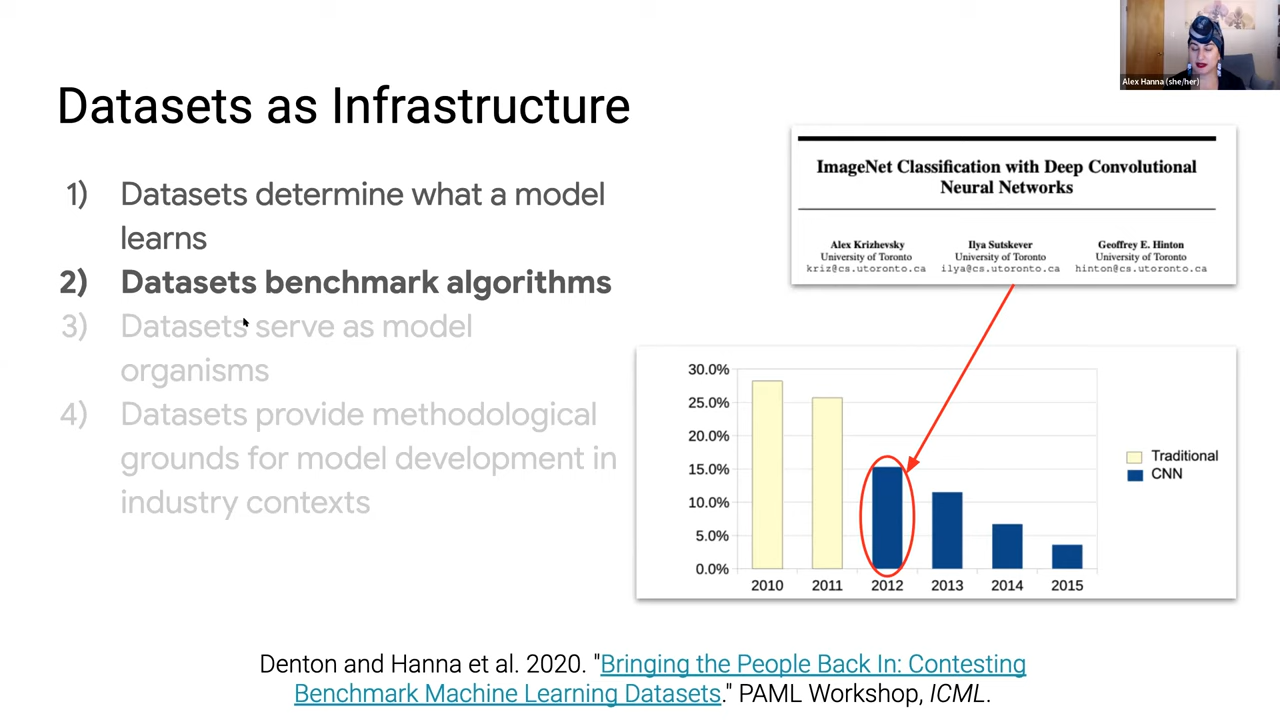 Alex Hanna (she/her)
Datasets as Infrastructure
1) Datasets determine what a model
learns
2) Datasets benchmark algorithms
3) Datasets serve as model
organisms
4) Datasets provide methodological
grounds for model development in
industry contexts
ImageNet Classification with Deep Convolutional
Neural Networks
Alex Krizhevsky Ilya Sutskever Geoffrey E. Hinton
University of Toronto University of Toronto University of Toronto
kriz@cs.utoronto.ca ilya@cs.utoronto.ca hinton@cs.utoronto.ca
30.0%
25.0%
20.0%
15.0%
10.0%
5.0%
0.0%
2010 2011 2012 2013 2014 2015
Traditional
CNN
Denton and Hanna et al. 2020. "Bringing the People Back In: Contesting
Benchmark Machine Learning Datasets." PAML Workshop, ICML.